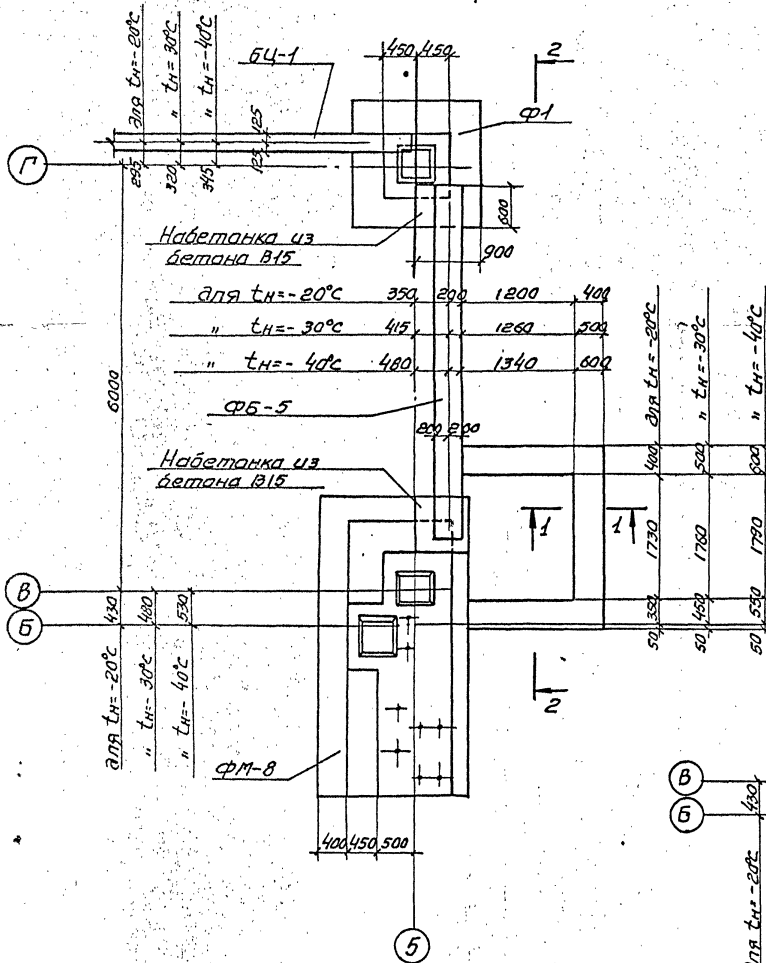 для tн=-20°С
" tн=30°С
" tн=-40°С
БЦ-1
450 450
2
Ф1
125
125
295
320
345
Г
600
900
Набетонка из
бетона В15
для tн=-20°С 350 200 1200 400
" tн=-30°С 415 1260 500
" tн=-40°С 460 1340 600
6000
ФБ-5
200 200
для tн=-20°С
" tн=-30°С
" tн=-40°С
400
500
600
1730
1760
1790
50 350
50 450
50 550
Набетонка из
бетона В15
1 1
В
Б
430
480
530
для tн=-20°С
" tн=-30°С
" tн=-40°С
2
ФМ-8
400 450 500
5
В
Б
430
для tн=-20°С